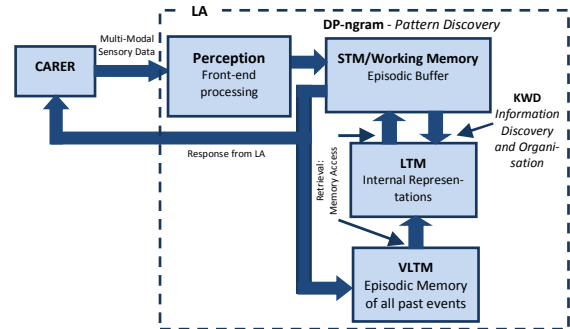 LA
DP-ngram - Pattern Discovery
Multi-Modal
Sensory Data
CARER
Perception
Front-end
processing
STM/Working Memory
Episodic Buffer
KWD
Information
Discovery
and Organi-
sation
Response from LA
Retrieval:
Memory Access
LTM
Internal Represen-
tations
VLTM
Episodic Memory
of all past events